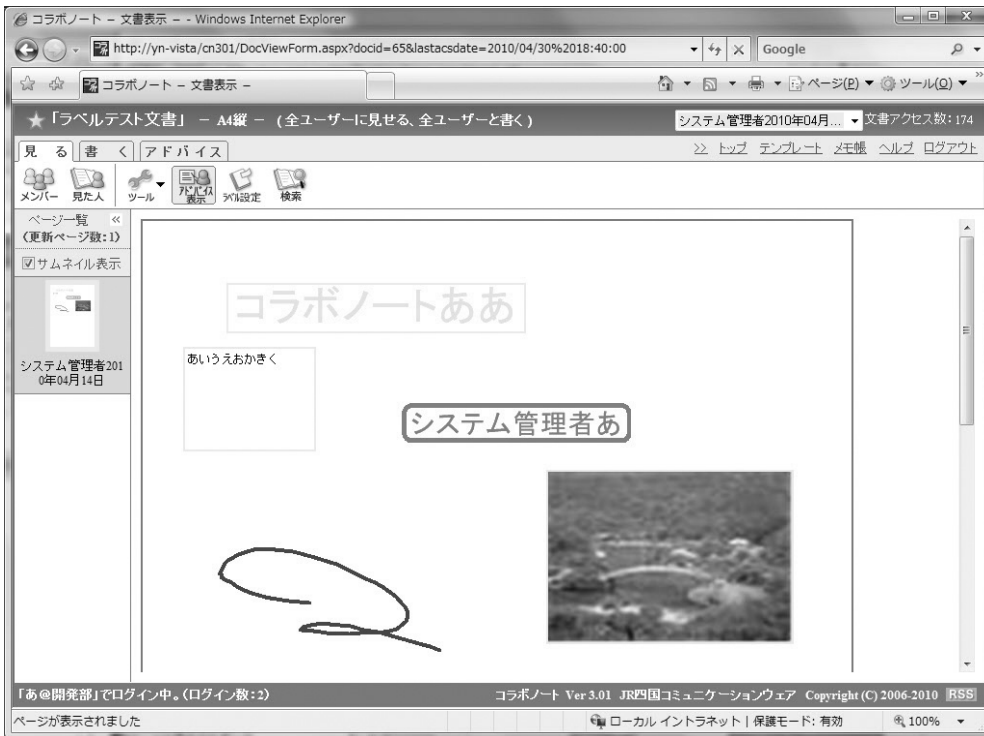 コラボノート － 文書表示 － - Windows Internet Explorer
http://yn-vista/cn301/DocViewForm.aspx?docid=65&lastacsdate=2010/04/30%2018:40:00
Google
コラボノート － 文書表示 －
ページ(P)
ツール(O)
★「ラベルテスト文書」 － A4縦 － (全ユーザーに見せる、全ユーザーと書く)
システム管理者2010年04月...
文書アクセス数:174
見 る
書 く
アドバイス
>> トップ テンプレート メモ帳 ヘルプ ログアウト
メンバー
見た人
ツール
アドバイス表示
ラベル設定
検索
ページ一覧 «
(更新ページ数:1)
サムネイル表示
システム管理者201
0年04月14日
コラボノートああ
あいうえおかきく
システム管理者あ
「あ@開発部」でログイン中。(ログイン数:2)
コラボノート Ver 3.01 JR四国コミュニケーションウェア Copyright (C) 2006-2010 RSS
ページが表示されました
ローカル イントラネット | 保護モード: 有効
100%